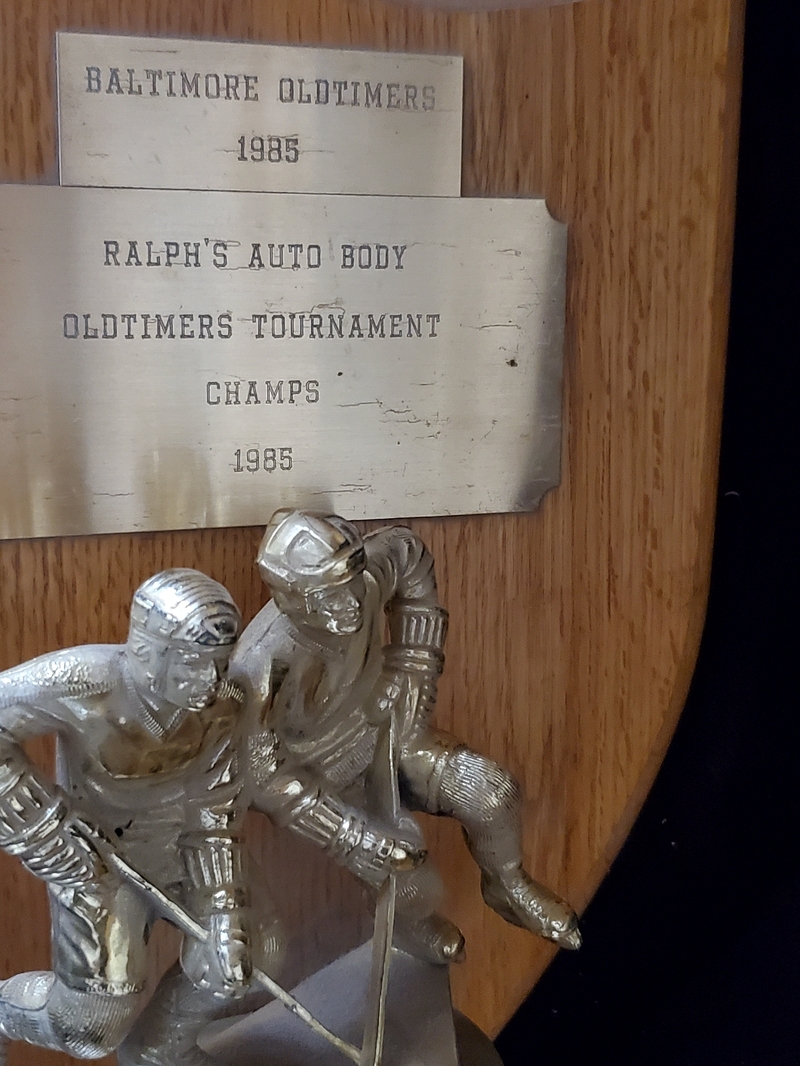 BALTIMORE OLDTIMERS
1985
RALPH'S AUTO BODY
OLDTIMERS TOURNAMENT
CHAMPS
1985